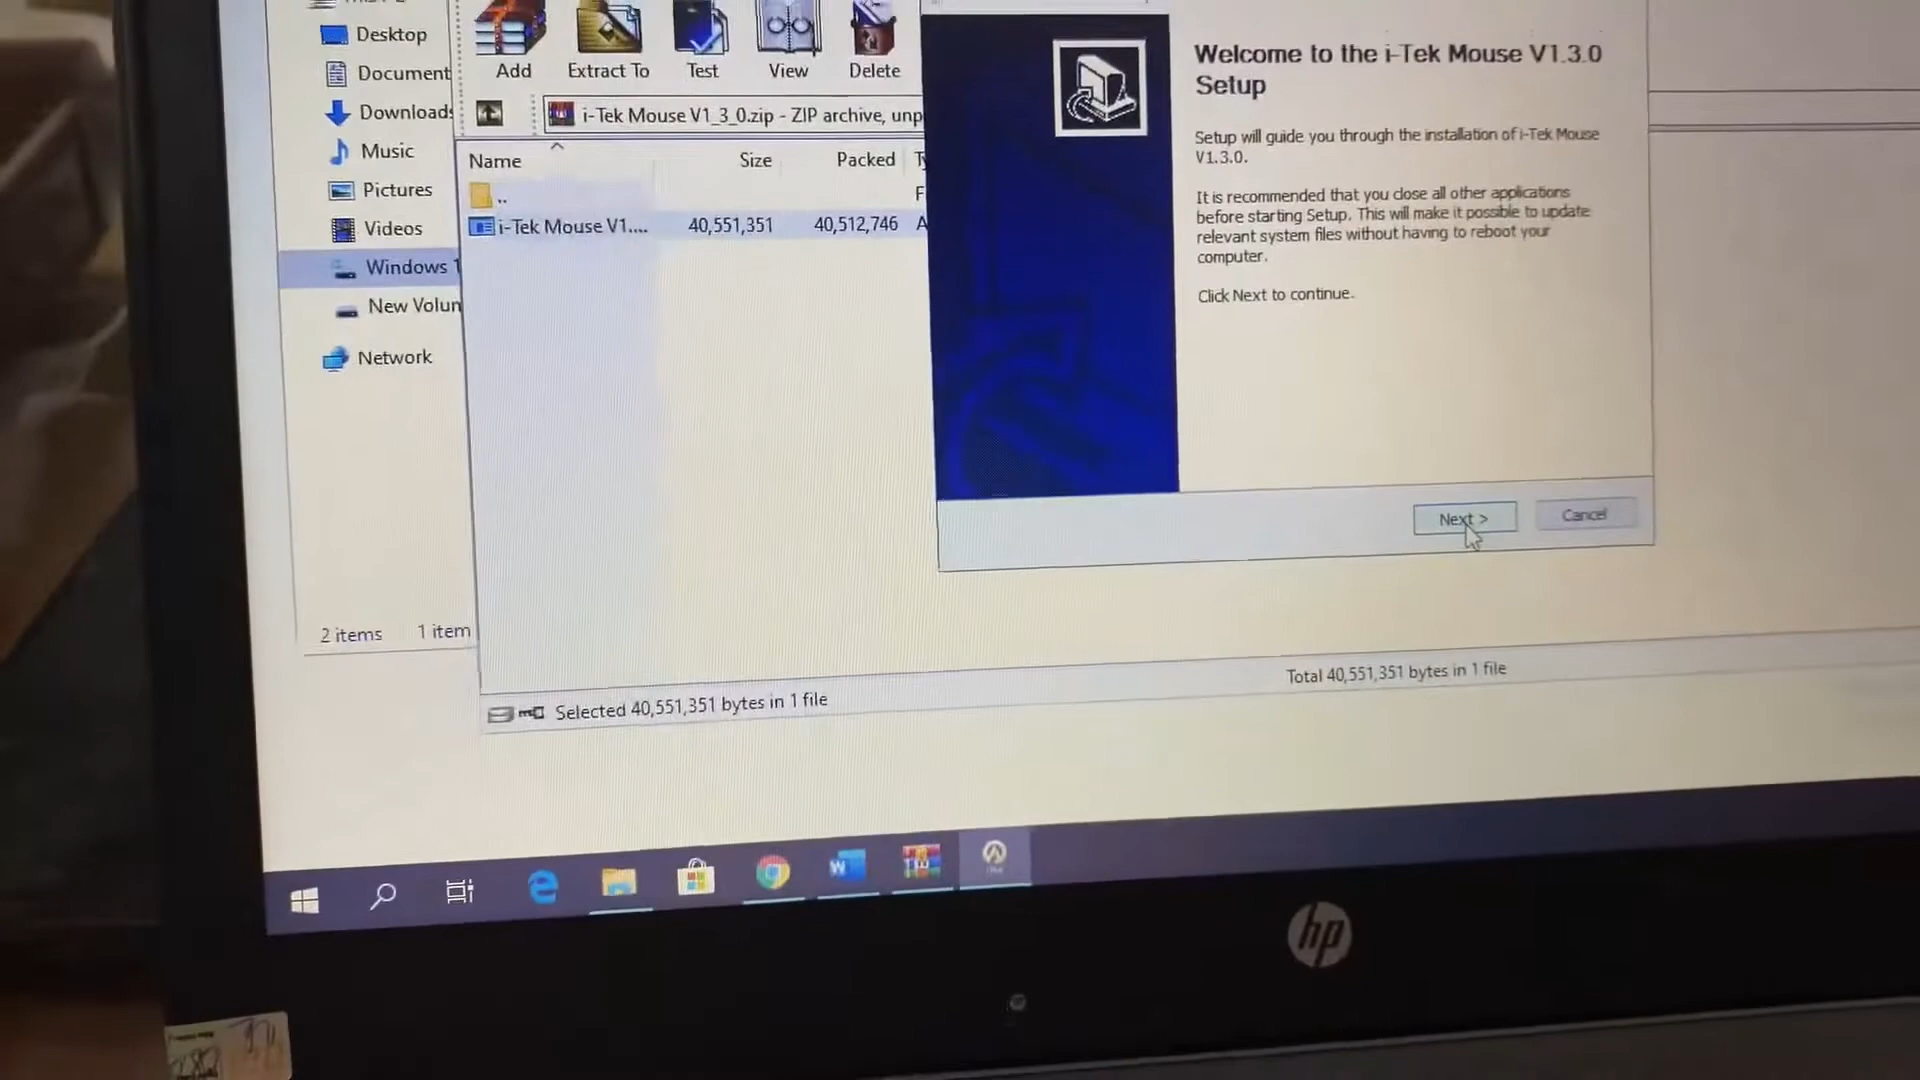 Desktop
Document
Downloads
Music
Pictures
Videos
Windows 1
New Volun
Network
2 items 1 item
Add Extract To Test View Delete
i-Tek Mouse V1_3_0.zip - ZIP archive, unp
Name Size Packed
..
i-Tek Mouse V1.... 40,551,351 40,512,746 A
Selected 40,551,351 bytes in 1 file
Total 40,551,351 bytes in 1 file
Welcome to the i-Tek Mouse V1.3.0
Setup
Setup will guide you through the installation of i-Tek Mouse
V1.3.0.
It is recommended that you close all other applications
before starting Setup. This will make it possible to update
relevant system files without having to reboot your
computer.
Click Next to continue.
Next > Cancel
hp